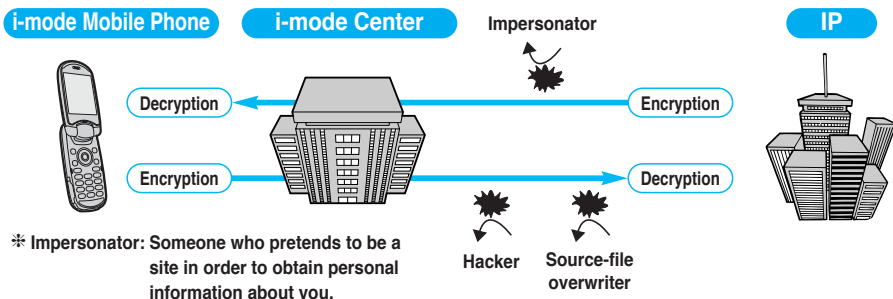 i-mode Mobile Phone
i-mode Center
Impersonator
IP
Decryption
Encryption
Encryption
Decryption
Hacker
Source-file
overwriter
※ Impersonator: Someone who pretends to be a
site in order to obtain personal
information about you.